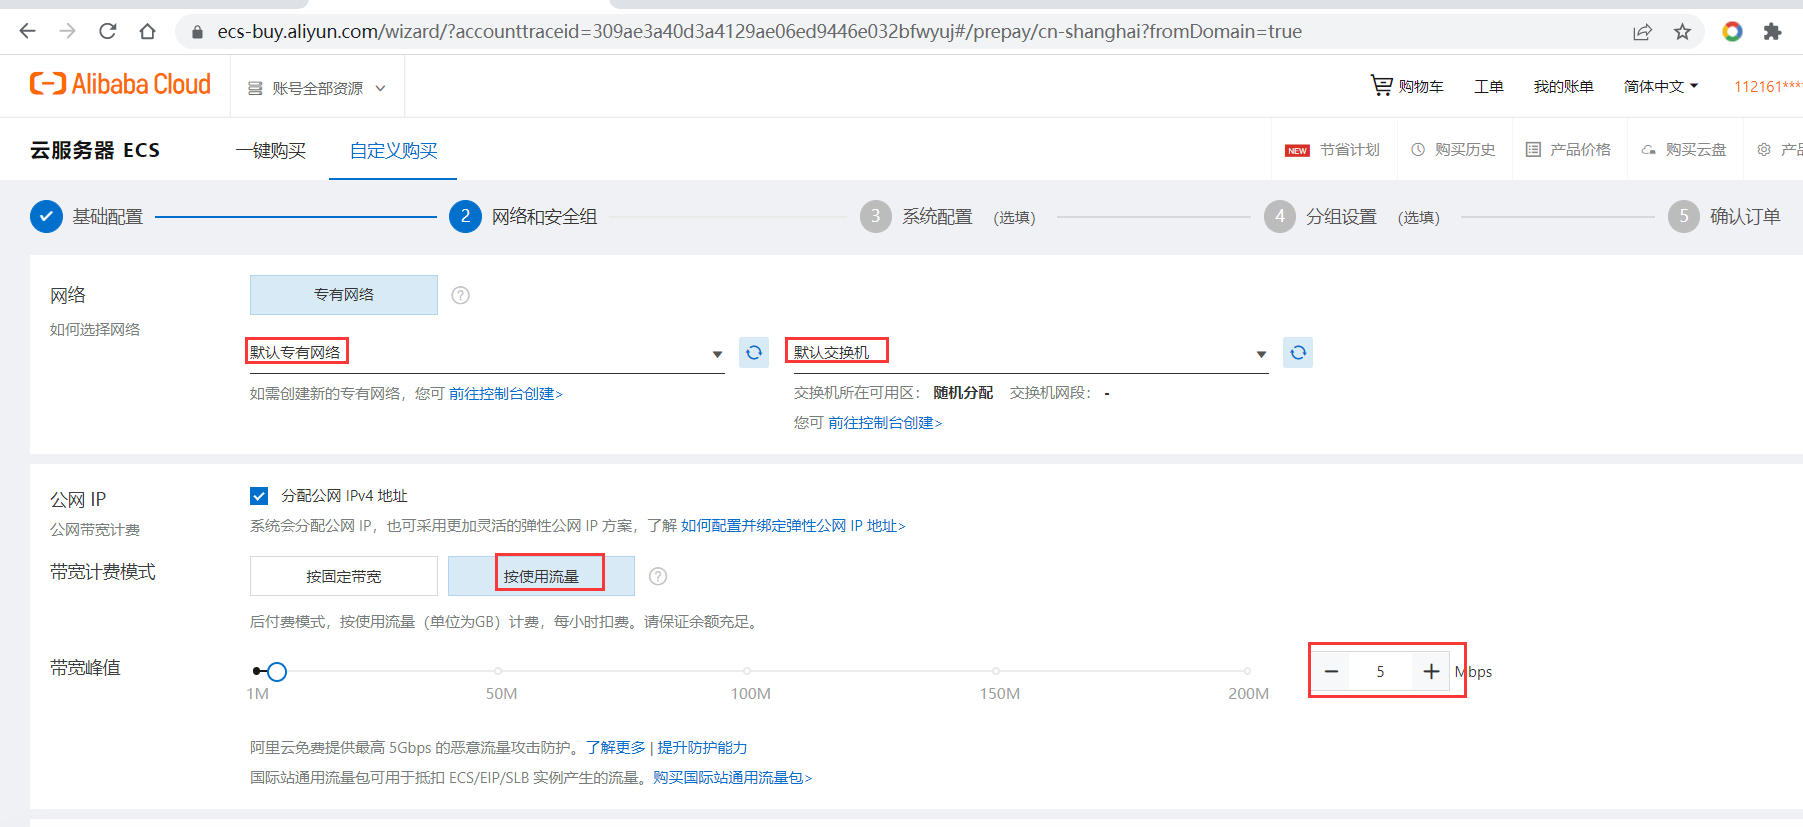 ecs-buy.aliyun.com/wizard/?accounttraceid=309ae3a40d3a4129ae06ed9446e032bfwyuj#/prepay/cn-shanghai?fromDomain=true
Alibaba Cloud 账号全部资源 购物车 工单 我的账单 简体中文 112161****
云服务器 ECS 一键购买 自定义购买 NEW 节省计划 购买历史 产品价格 购买云盘 产品
基础配置 2 网络和安全组 3 系统配置 (选填) 4 分组设置 (选填) 5 确认订单
网络 专有网络 ?
如何选择网络
默认专有网络 默认交换机
如需创建新的专有网络，您可 前往控制台创建> 交换机所在可用区： 随机分配 交换机网段： -
您可 前往控制台创建>
公网 IP 分配公网 IPv4 地址
公网带宽计费 系统会分配公网 IP，也可采用更加灵活的弹性公网 IP 方案，了解 如何配置并绑定弹性公网 IP 地址>
带宽计费模式 按固定带宽 按使用流量 ?
后付费模式，按使用流量（单位为GB）计费，每小时扣费。请保证余额充足。
带宽峰值 − 5 + Mbps
1M 50M 100M 150M 200M
阿里云免费提供最高 5Gbps 的恶意流量攻击防护。了解更多 | 提升防护能力
国际站通用流量包可用于抵扣 ECS/EIP/SLB 实例产生的流量。购买国际站通用流量包>